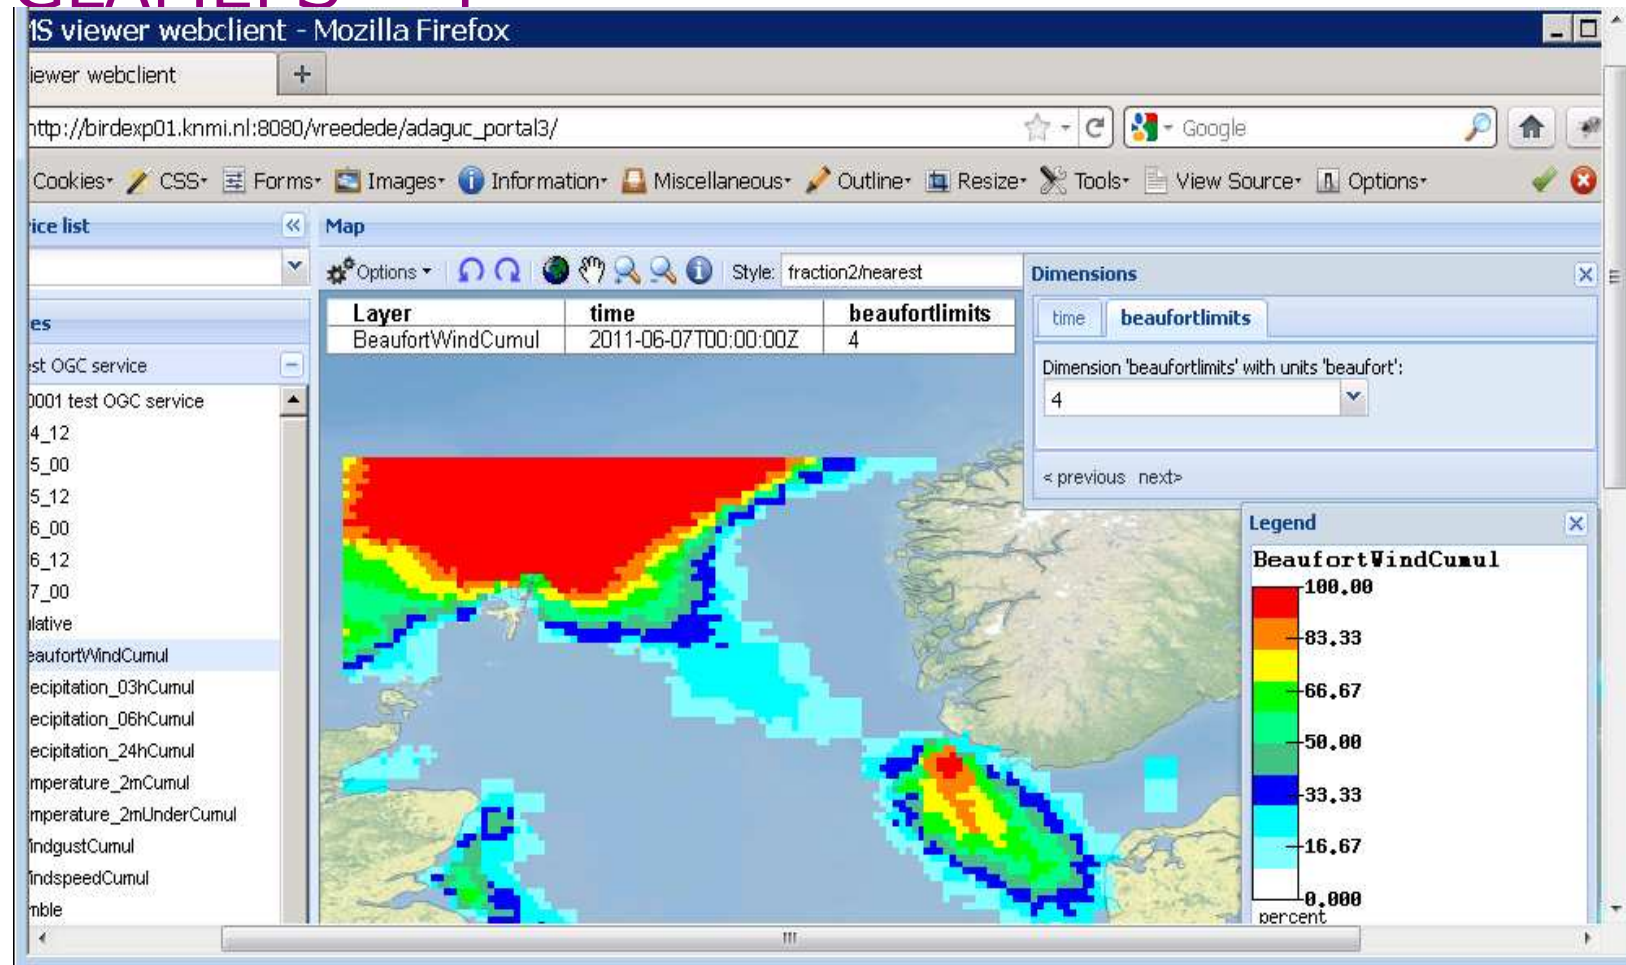 MS viewer webclient - Mozilla Firefox
iewer webclient
http://birdexp01.knmi.nl:8080/vreedede/adaguc_portal3/
Google
Cookies CSS Forms Images Information Miscellaneous Outline Resize Tools View Source Options
ice list
Map
Options
Style: fraction2/nearest
Dimensions
es
Layer time beaufortlimits
BeaufortWindCumul 2011-06-07T00:00:00Z 4
time beaufortlimits
Dimension 'beaufortlimits' with units 'beaufort':
4
< previous next>
est OGC service
0001 test OGC service
4_12
5_00
5_12
6_00
6_12
7_00
ulative
eaufortWindCumul
ecipitation_03hCumul
ecipitation_06hCumul
ecipitation_24hCumul
mperature_2mCumul
mperature_2mUnderCumul
indgustCumul
indspeedCumul
mble
Legend
BeaufortWindCumul
100.00
83.33
66.67
50.00
33.33
16.67
0.000
percent